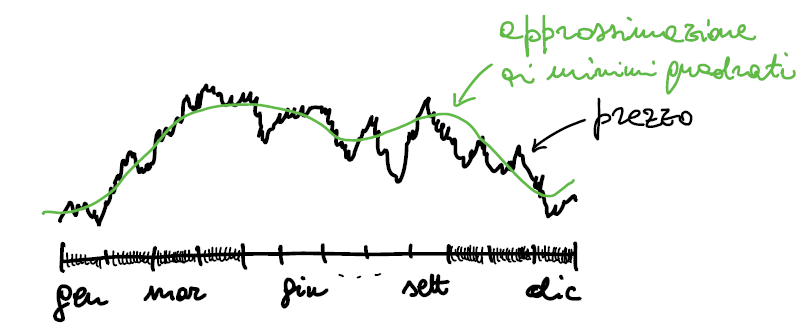 approssimazione
ai minimi quadrati
prezzo
gen mar giu ... sett dic